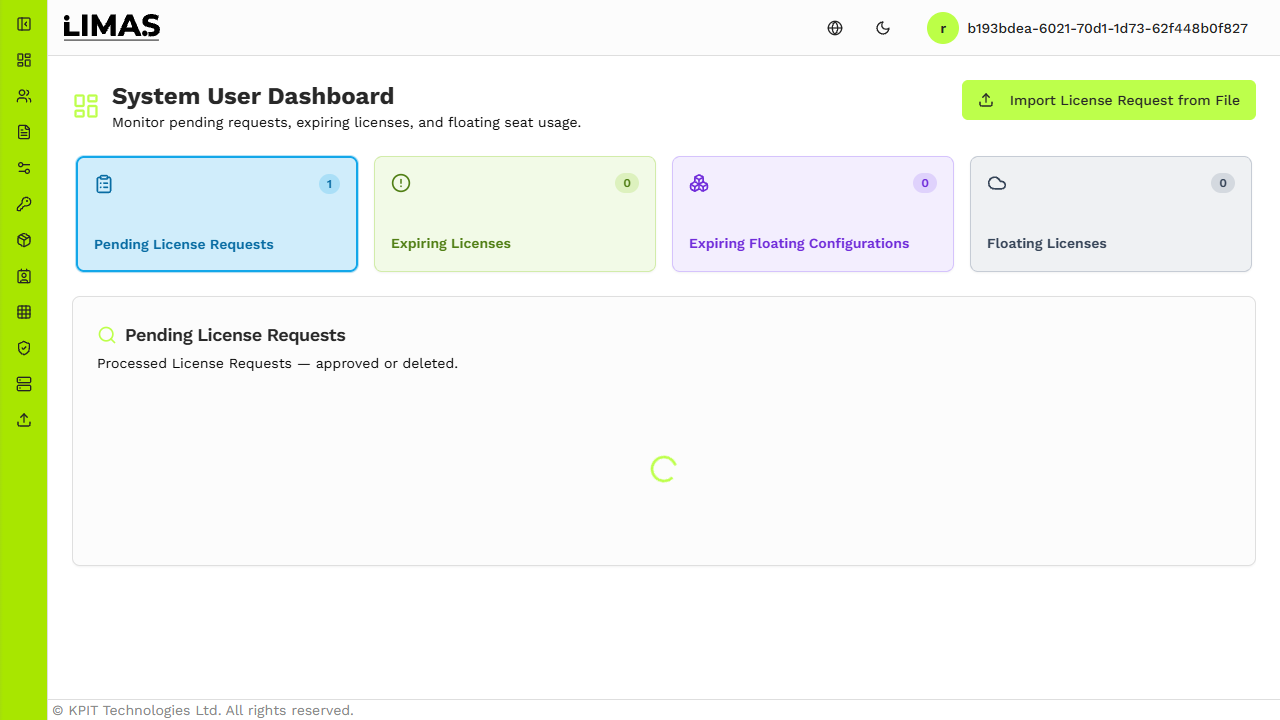 LIMAS
r
b193bdea-6021-70d1-1d73-62f448b0f827
System User Dashboard
Monitor pending requests, expiring licenses, and floating seat usage.
Import License Request from File
1
Pending License Requests
0
Expiring Licenses
0
Expiring Floating Configurations
0
Floating Licenses
Pending License Requests
Processed License Requests — approved or deleted.
© KPIT Technologies Ltd. All rights reserved.